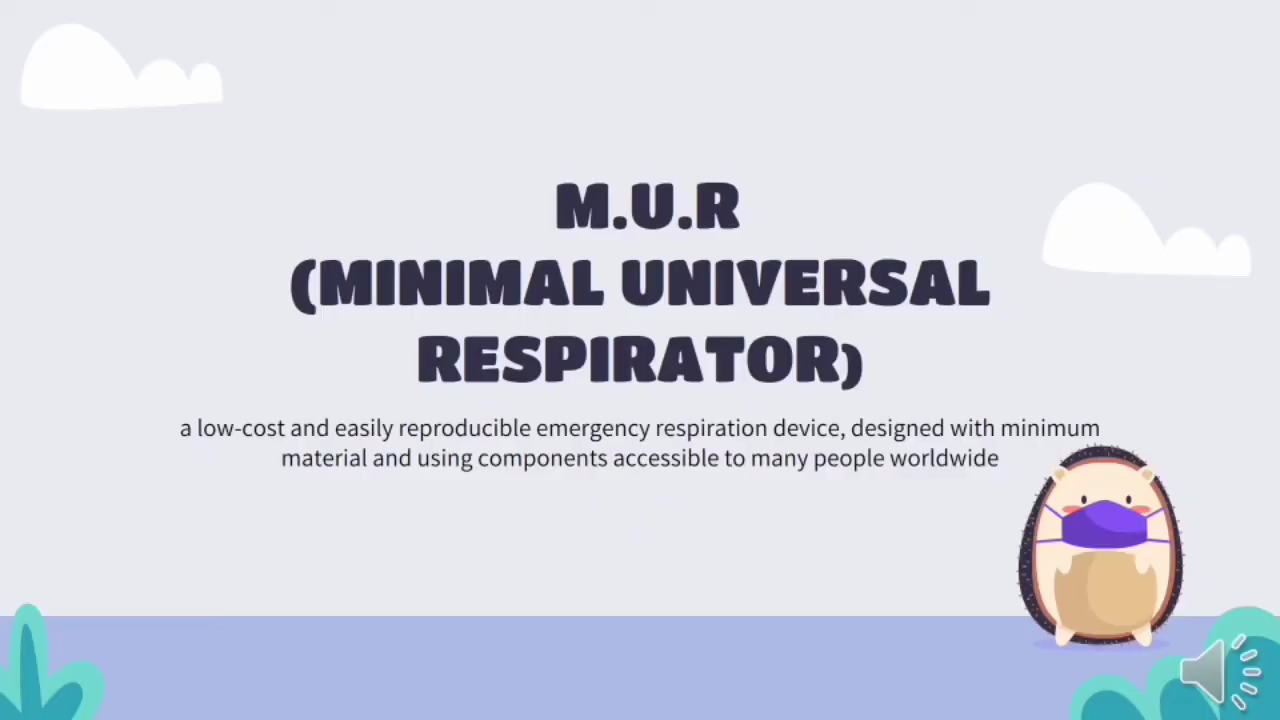 M.U.R
(MINIMAL UNIVERSAL
RESPIRATOR)
a low-cost and easily reproducible emergency respiration device, designed with minimum
material and using components accessible to many people worldwide